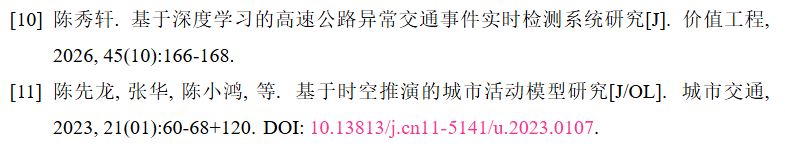 [10] 陈秀轩. 基于深度学习的高速公路异常交通事件实时检测系统研究[J]. 价值工程,
2026, 45(10):166-168.
[11] 陈先龙, 张华, 陈小鸿, 等. 基于时空推演的城市活动模型研究[J/OL]. 城市交通,
2023, 21(01):60-68+120. DOI: 10.13813/j.cn11-5141/u.2023.0107.